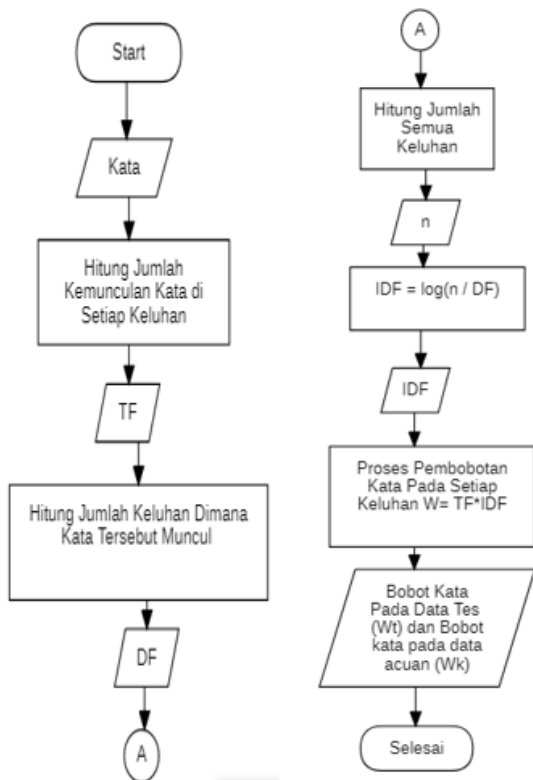 Start
Kata
Hitung Jumlah
Kemunculan Kata di
Setiap Keluhan
TF
Hitung Jumlah Keluhan Dimana
Kata Tersebut Muncul
DF
A
A
Hitung Jumlah
Semua
Keluhan
n
IDF = log(n / DF)
IDF
Proses Pembobotan
Kata Pada Setiap
Keluhan W= TF*IDF
Bobot Kata
Pada Data Tes
(Wt) dan Bobot
kata pada data
acuan (Wk)
Selesai